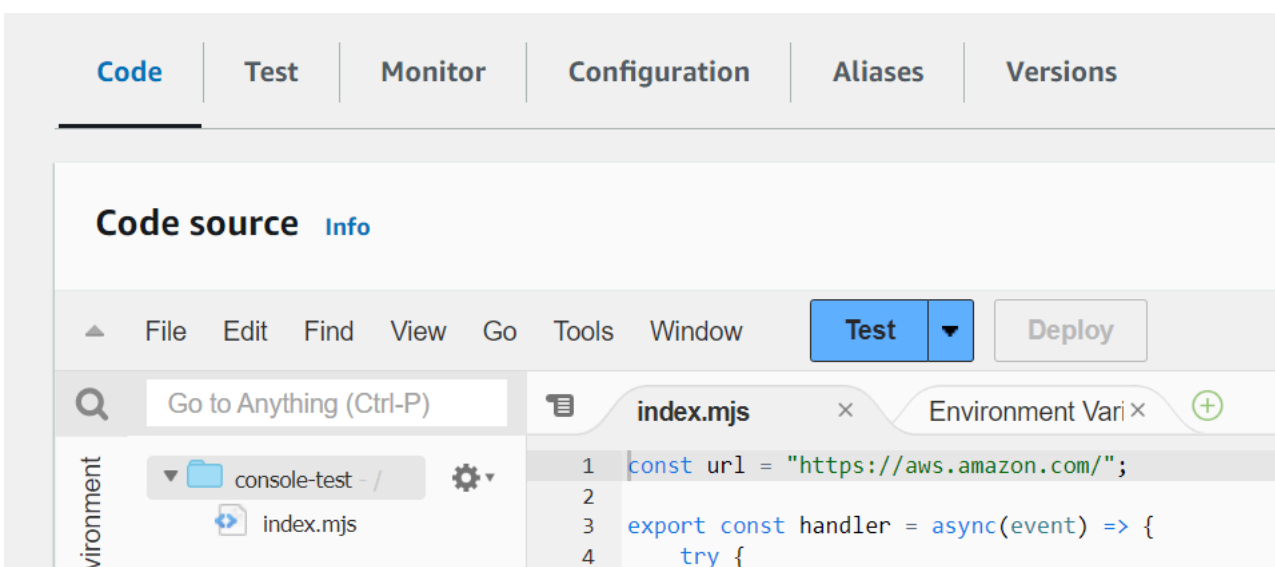 Code Test Monitor Configuration Aliases Versions
Code source Info
File Edit Find View Go Tools Window Test Deploy
Go to Anything (Ctrl-P)
index.mjs × Environment Vari ×
console-test - /
index.mjs
vironment
1 const url = "https://aws.amazon.com/";
2
3 export const handler = async(event) => {
4 try {